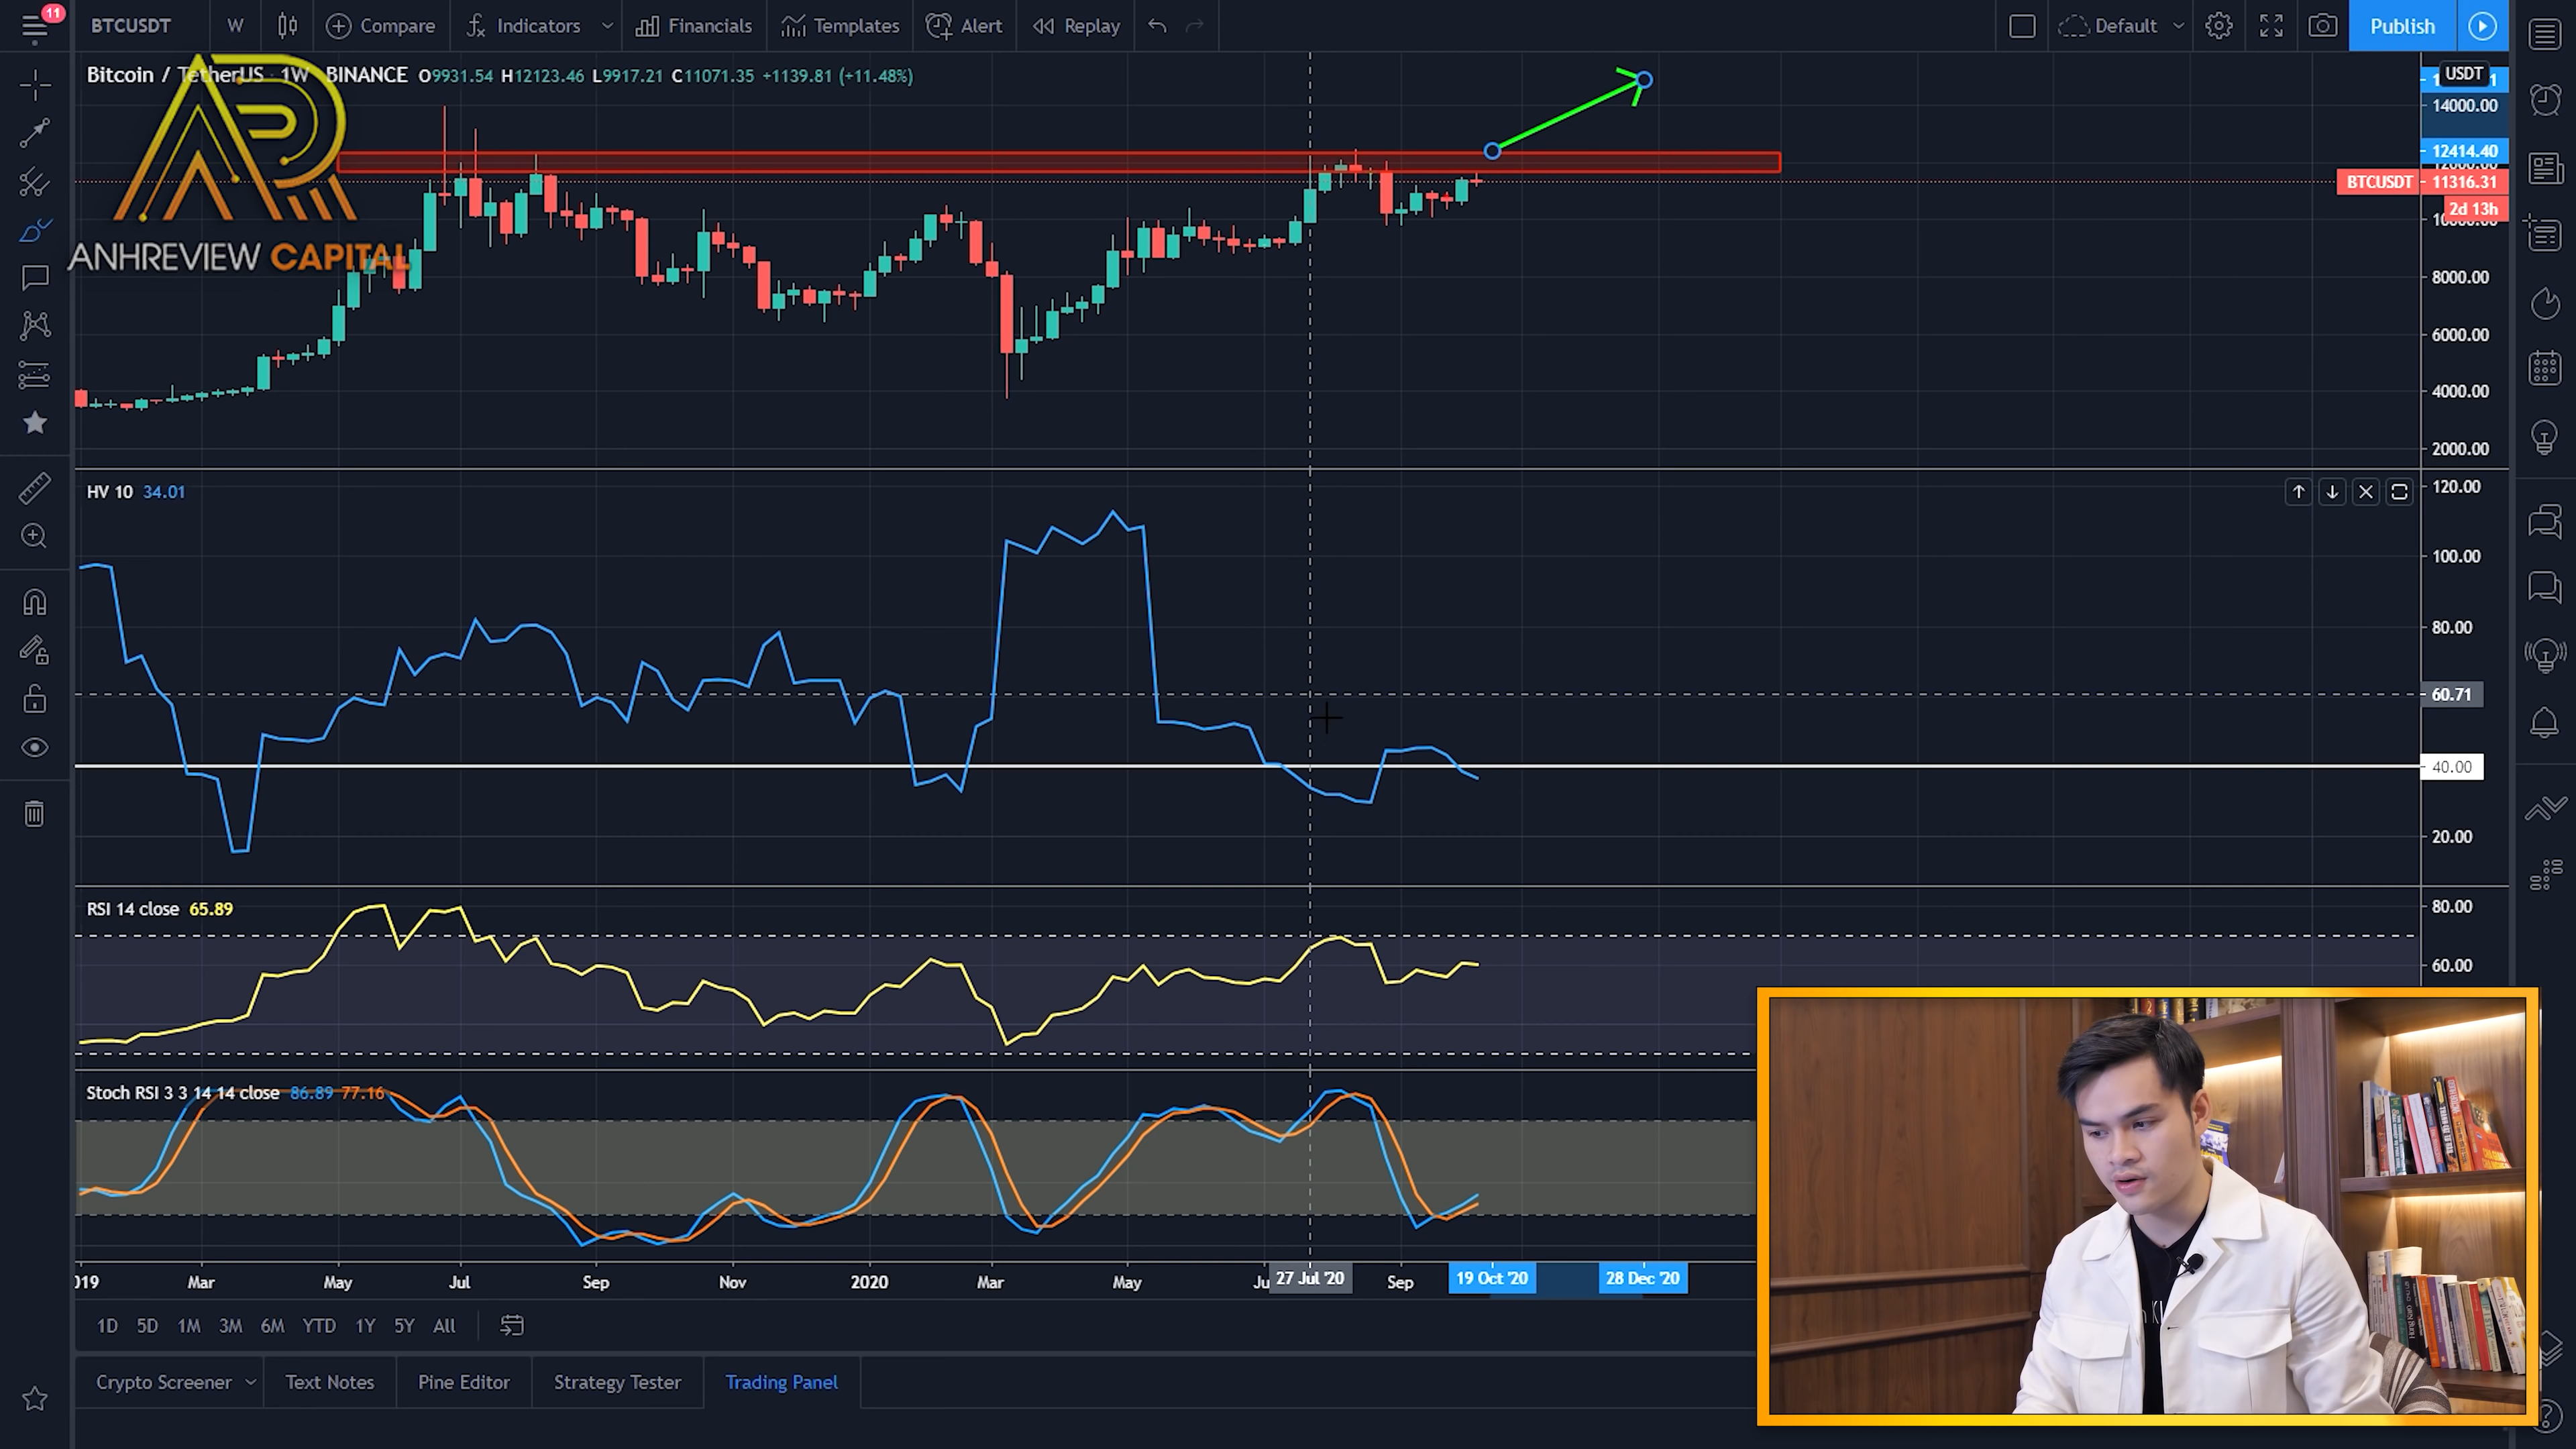 11
BTCUSDT W Compare Indicators Financials Templates Alert Replay Default Publish
Bitcoin / TetherUS 1W BINANCE O9931.54 H12123.46 L9917.21 C11071.35 +1139.81 (+11.48%)
USDT
14000.00
12414.40
BTCUSDT 11316.31
2d 13h
8000.00
6000.00
4000.00
2000.00
ANHREVIEW CAPITAL
HV 10 34.01
120.00
100.00
80.00
60.71
40.00
20.00
RSI 14 close 65.89
80.00
60.00
Stoch RSI 3 3 14 14 close 86.89 77.16
019 Mar May Jul Sep Nov 2020 Mar May Ju 27 Jul '20 Sep 19 Oct '20 28 Dec '20
1D 5D 1M 3M 6M YTD 1Y 5Y All
Crypto Screener Text Notes Pine Editor Strategy Tester Trading Panel